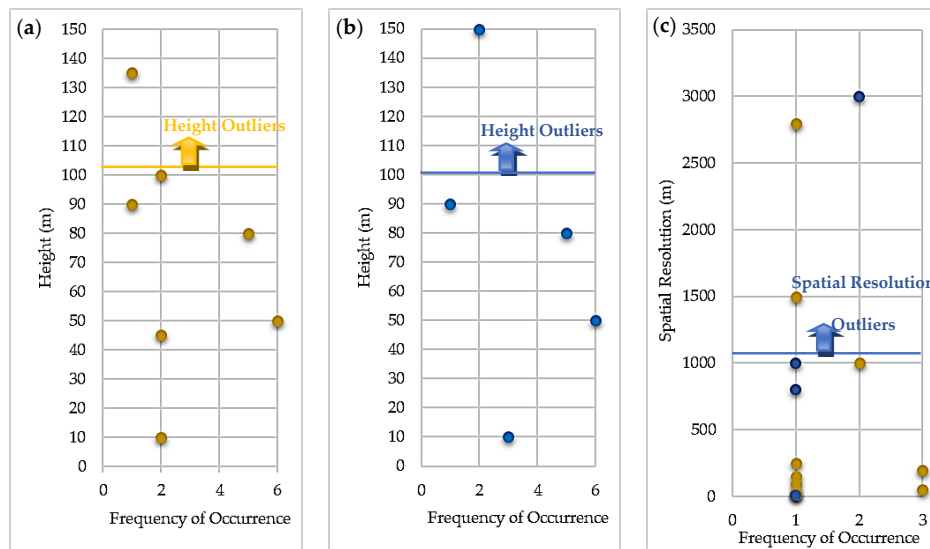 (a)
150
140
130
120
110
100
90
80
70
60
50
40
30
20
10
0
Height (m)
Height Outliers
0 2 4 6
Frequency of Occurrence
(b)
150
140
130
120
110
100
90
80
70
60
50
40
30
20
10
0
Height (m)
Height Outliers
0 2 4 6
Frequency of Occurrence
(c)
3500
3000
2500
2000
1500
1000
500
0
Spatial Resolution (m)
Spatial Resolution
Outliers
0 1 2 3
Frequency of Occurrence